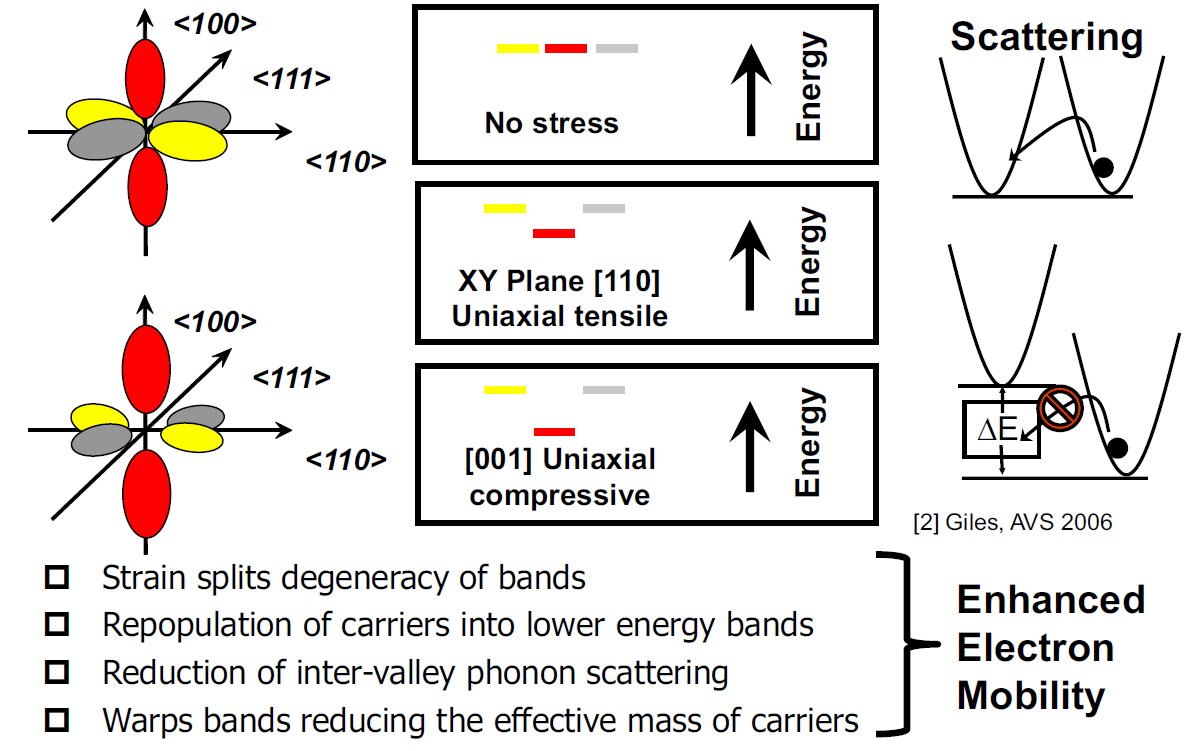 <100>
<111>
<110>
No stress
Energy
Scattering
XY Plane [110]
Uniaxial tensile
Energy
<100>
<111>
<110>
[001] Uniaxial
compressive
Energy
ΔE
[2] Giles, AVS 2006
Strain splits degeneracy of bands
Repopulation of carriers into lower energy bands
Reduction of inter-valley phonon scattering
Warps bands reducing the effective mass of carriers
Enhanced
Electron
Mobility